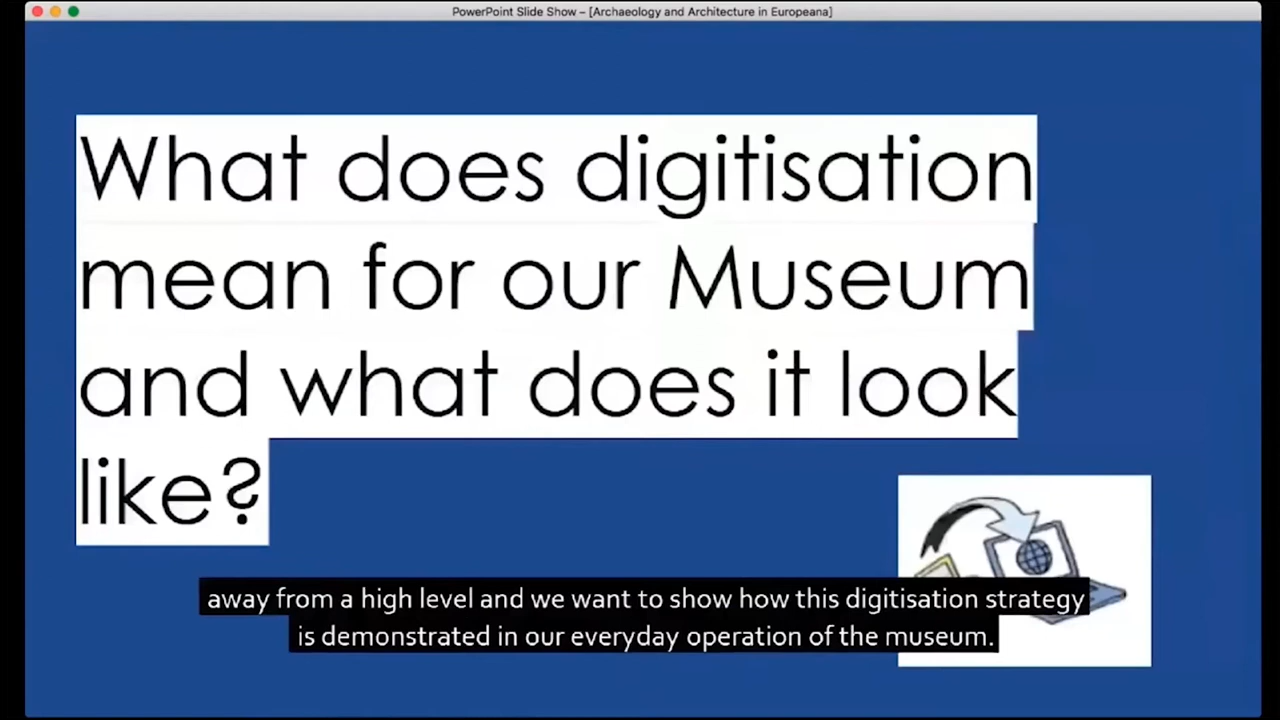 PowerPoint Slide Show – [Archaeology and Architecture in Europeana]
What does digitisation
mean for our Museum
and what does it look
like?
away from a high level and we want to show how this digitisation strategy
is demonstrated in our everyday operation of the museum.